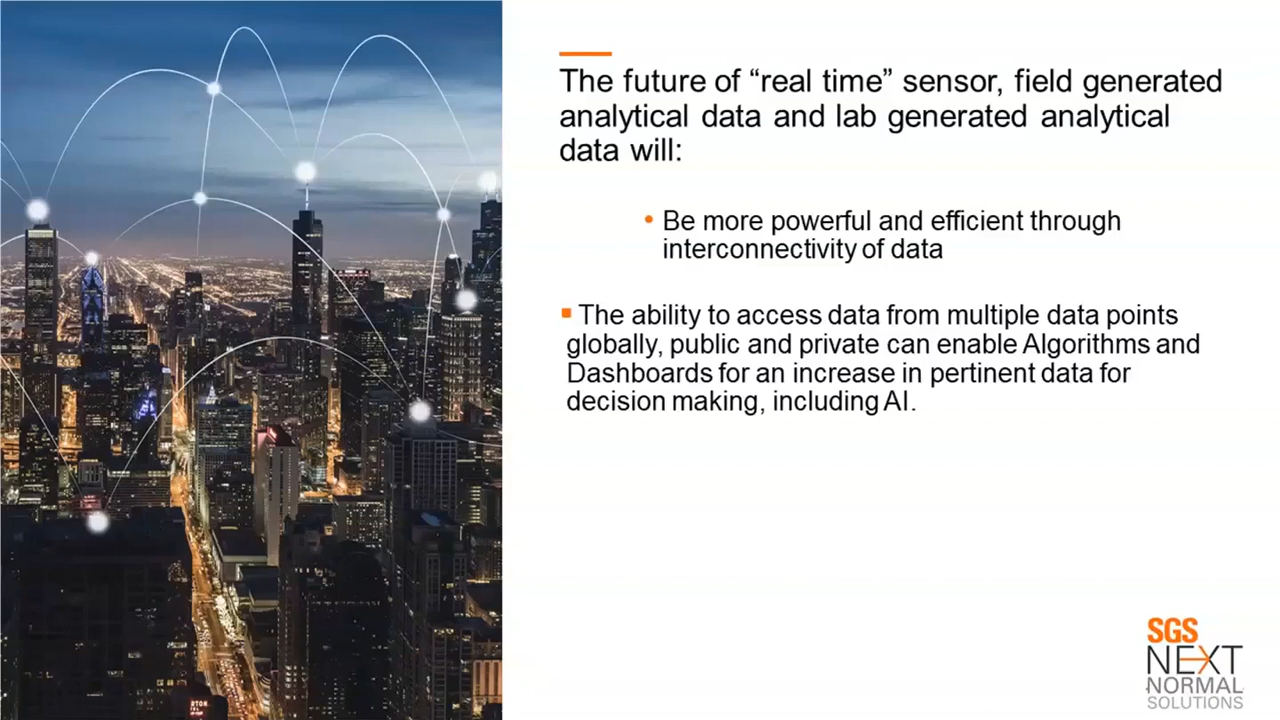 The future of “real time” sensor, field generated
analytical data and lab generated analytical
data will:
• Be more powerful and efficient through
interconnectivity of data
▪ The ability to access data from multiple data points
globally, public and private can enable Algorithms and
Dashboards for an increase in pertinent data for
decision making, including AI.
SGS
NEXT
NORMAL
SOLUTIONS